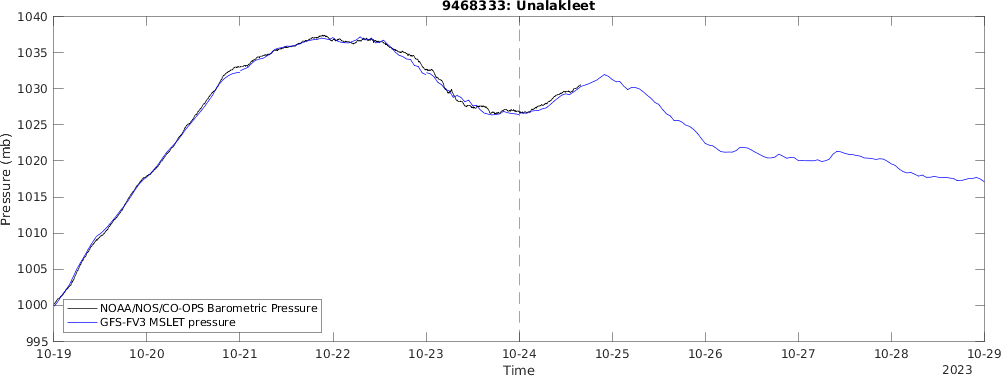 9468333: Unalakleet
Pressure (mb)
1040
1035
1030
1025
1020
1015
1010
1005
1000
995
NOAA/NOS/CO-OPS Barometric Pressure
GFS-FV3 MSLET pressure
10-19 10-20 10-21 10-22 10-23 10-24 10-25 10-26 10-27 10-28 10-29
Time
2023